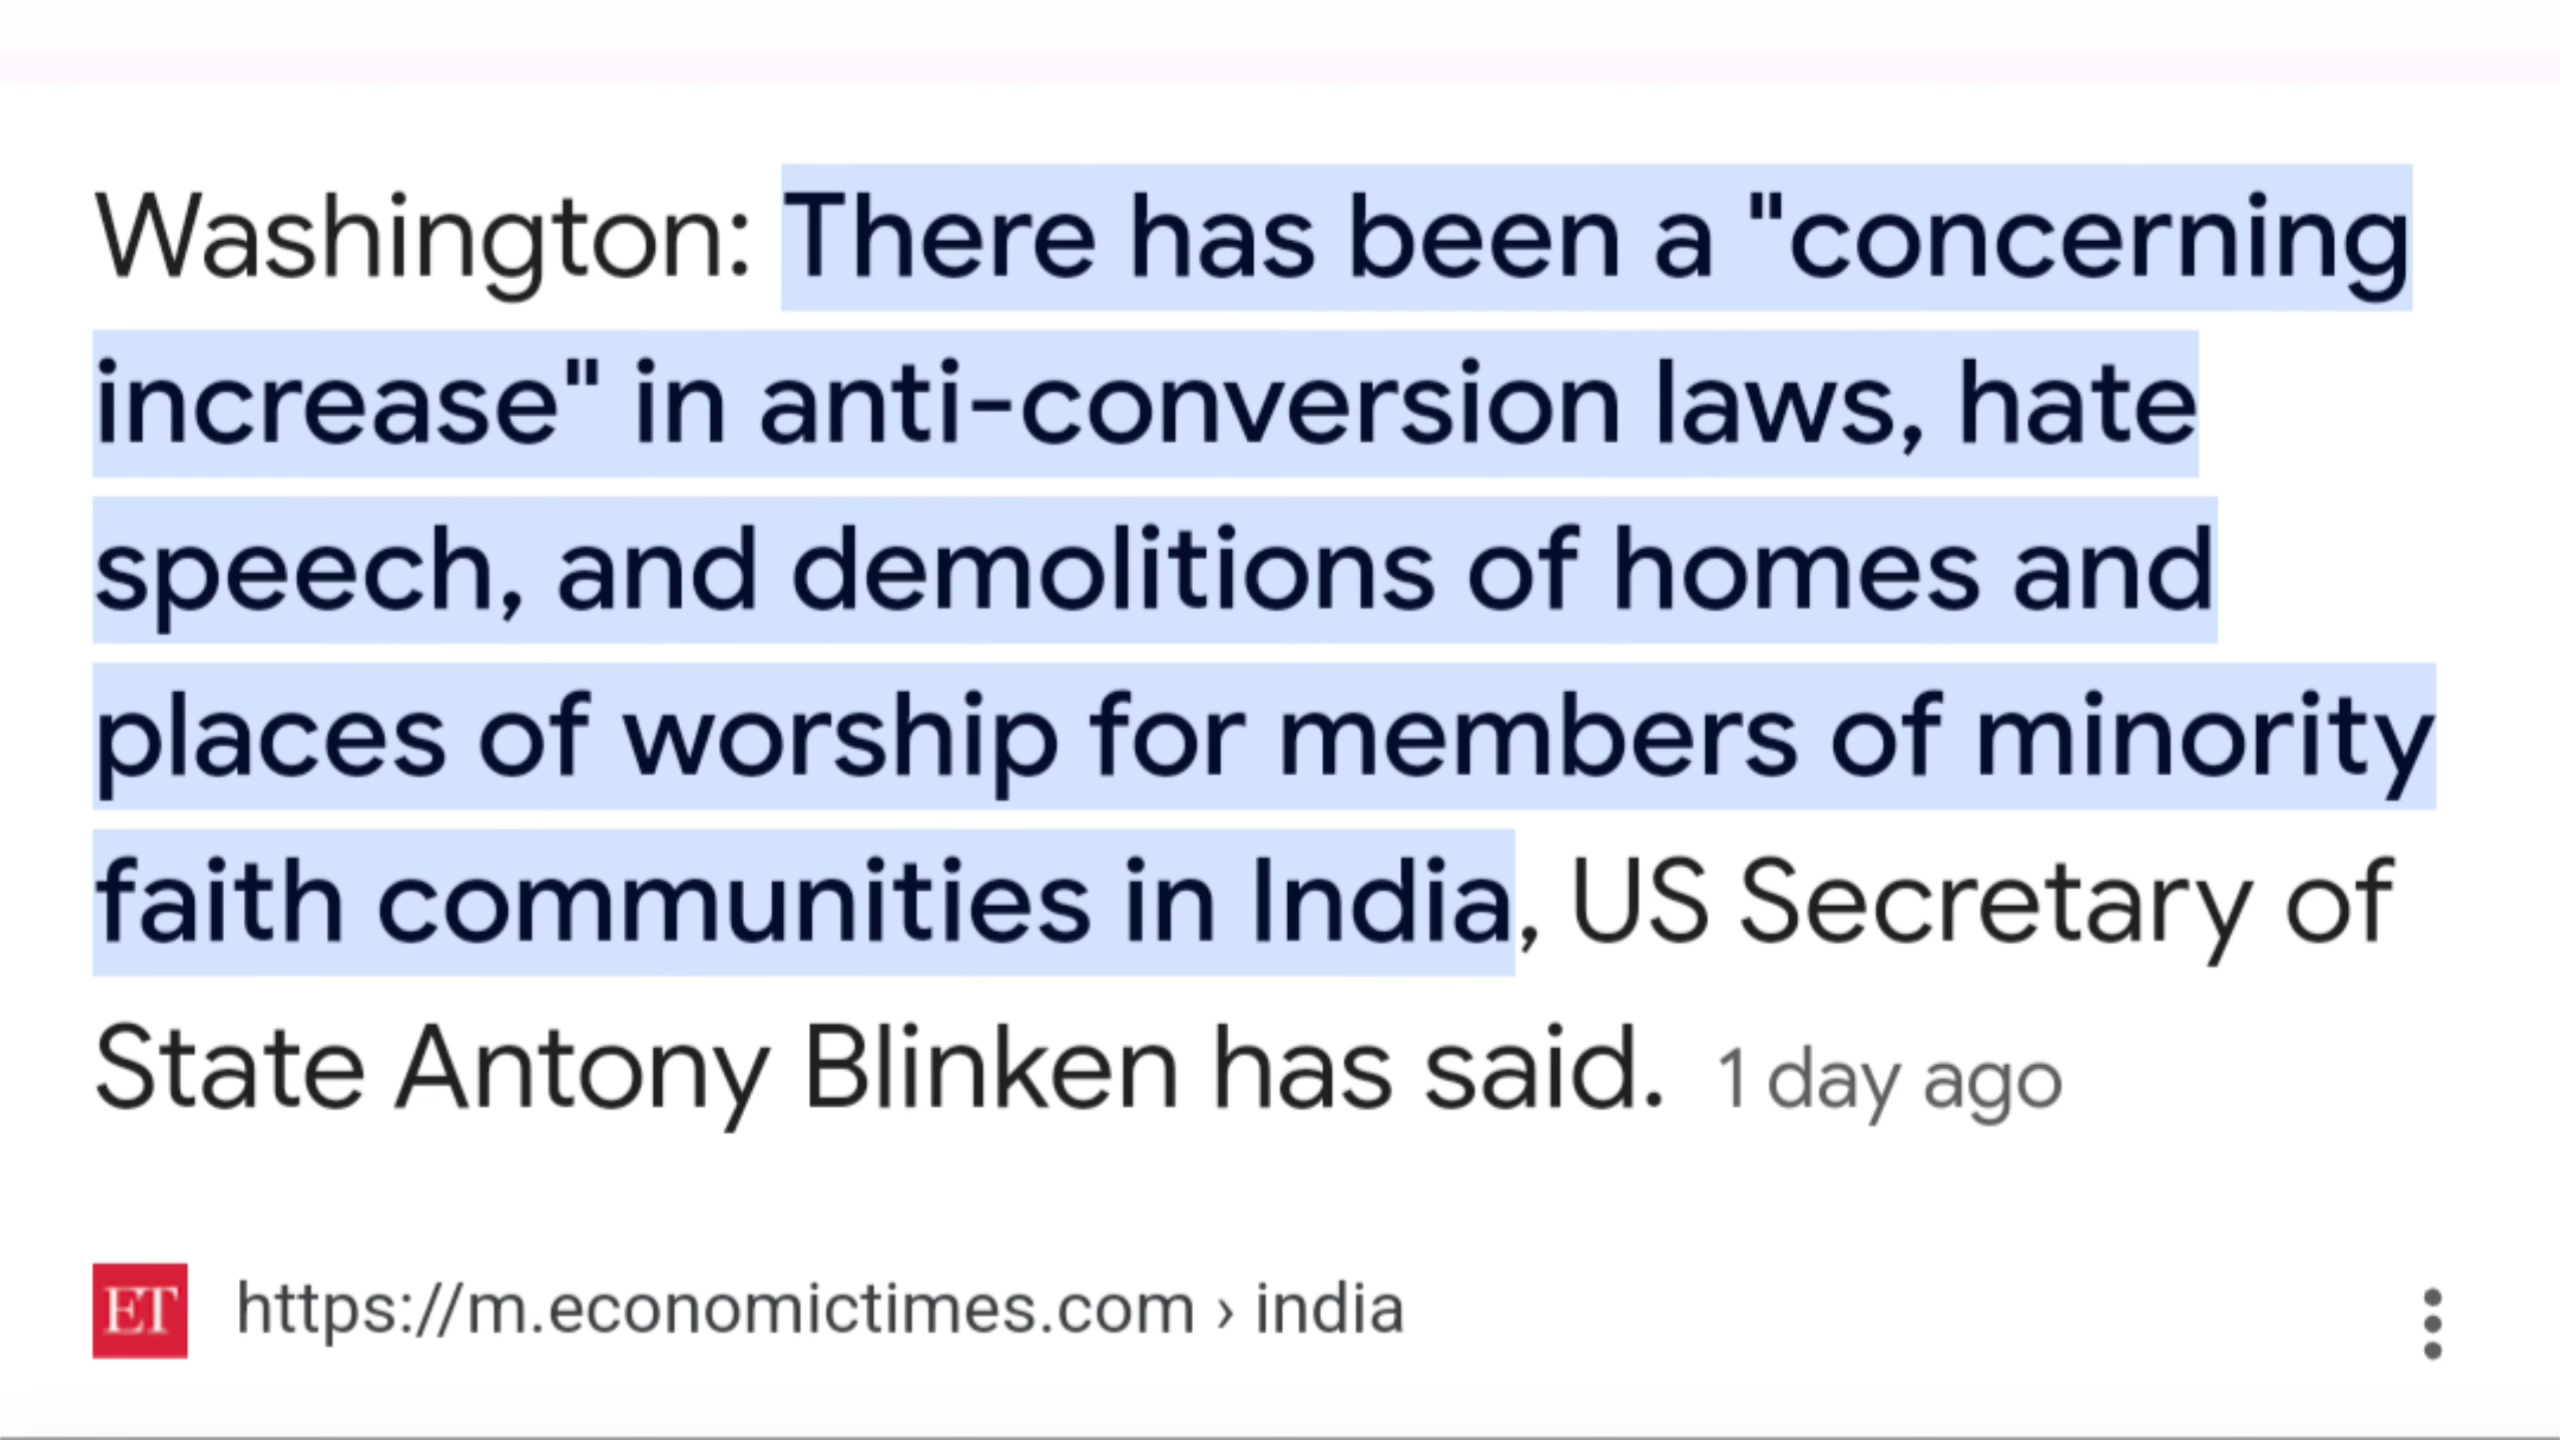 Washington: There has been a "concerning
increase" in anti-conversion laws, hate
speech, and demolitions of homes and
places of worship for members of minority
faith communities in India, US Secretary of
State Antony Blinken has said. 1 day ago
ET https://m.economictimes.com › india